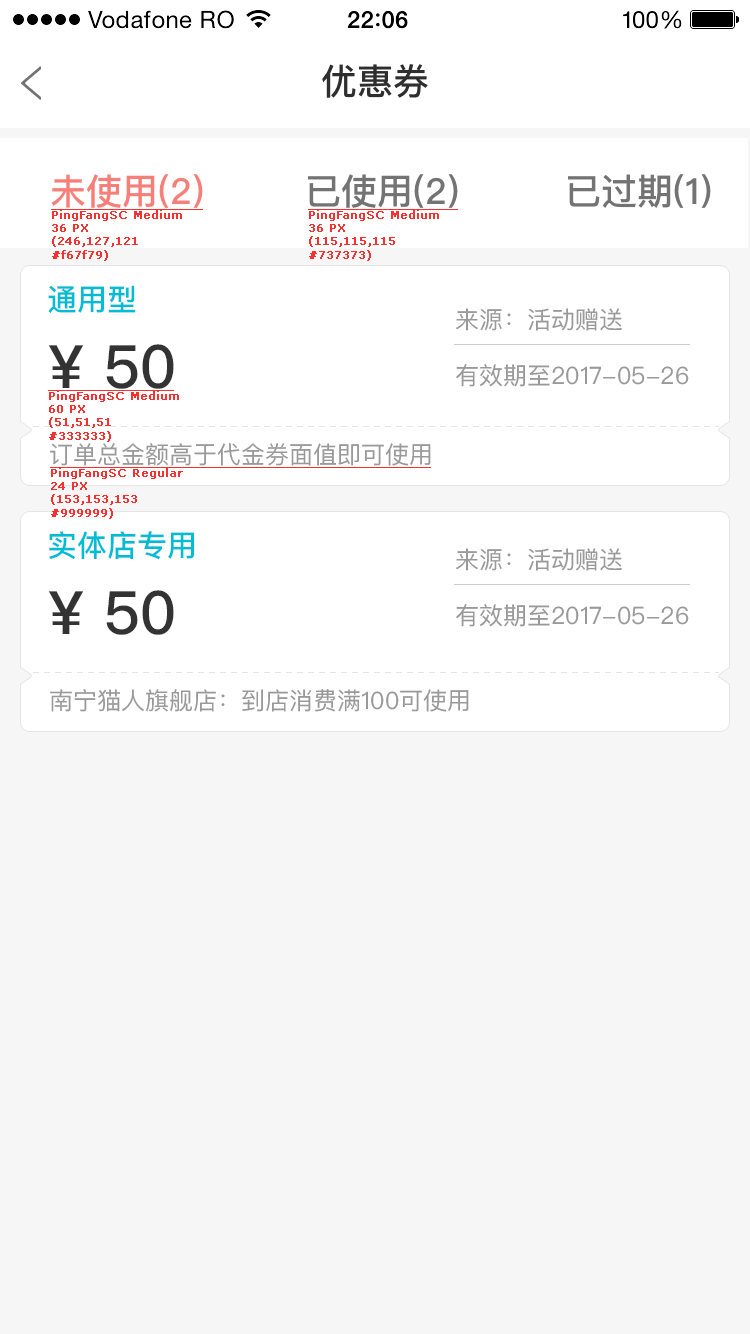 ●●●●● Vodafone RO 22:06 100%
优惠券
未使用(2) 已使用(2) 已过期(1)
PingFangSC Medium PingFangSC Medium
36 PX 36 PX
(246,127,121 (115,115,115
#f67f79) #737373)
通用型
来源：活动赠送
¥ 50
有效期至2017-05-26
PingFangSC Medium
60 PX
(51,51,51
#333333)
订单总金额高于代金券面值即可使用
PingFangSC Regular
24 PX
(153,153,153
#999999)
实体店专用
来源：活动赠送
¥ 50
有效期至2017-05-26
南宁猫人旗舰店：到店消费满100可使用